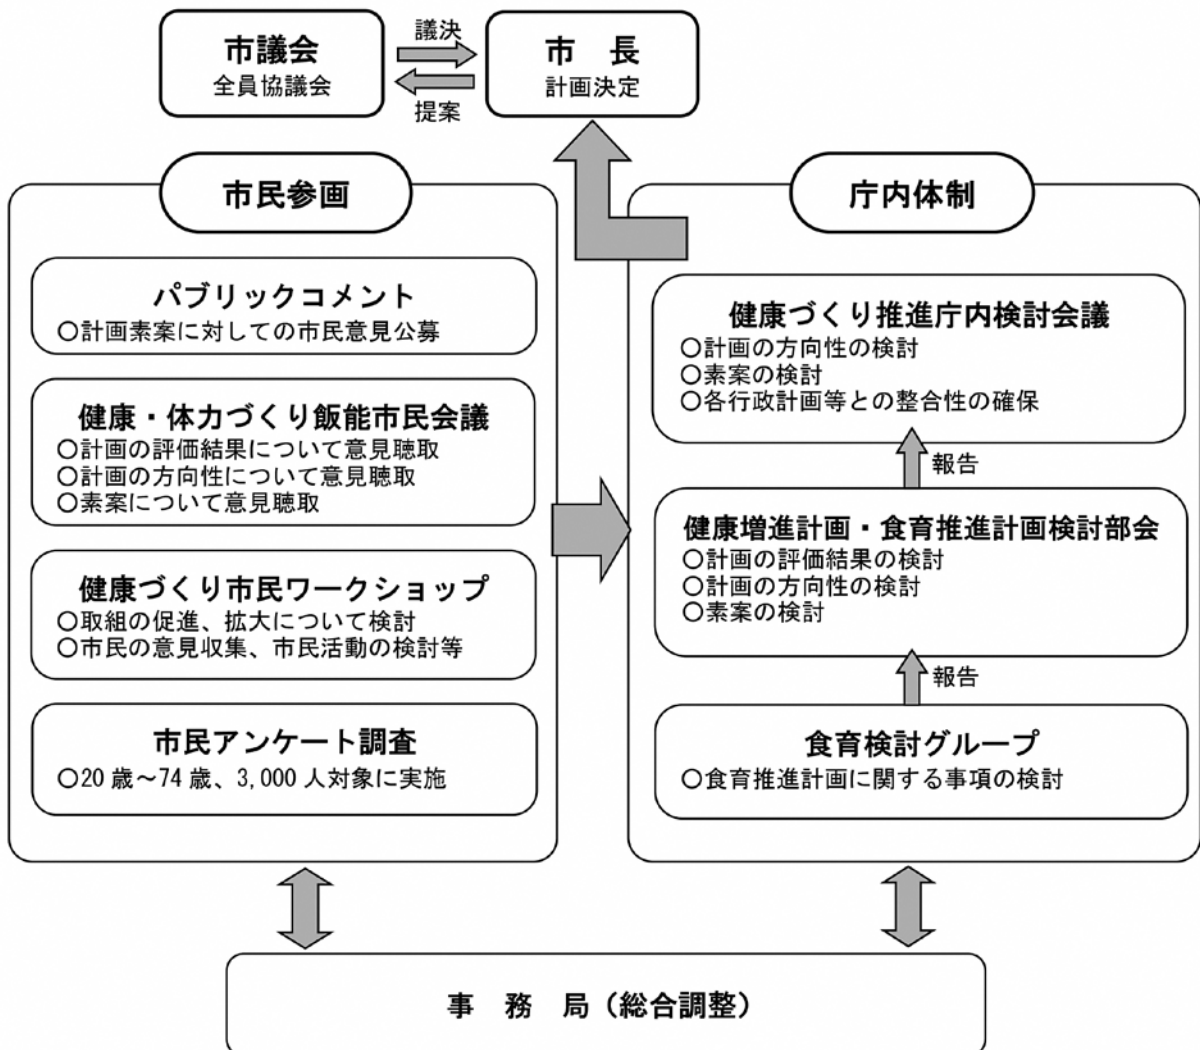 市議会
全員協議会
議決
提案
市　長
計画決定
市民参画
パブリックコメント
○計画素案に対しての市民意見公募
健康・体力づくり飯能市民会議
○計画の評価結果について意見聴取
○計画の方向性について意見聴取
○素案について意見聴取
健康づくり市民ワークショップ
○取組の促進、拡大について検討
○市民の意見収集、市民活動の検討等
市民アンケート調査
○20 歳～74 歳、3,000 人対象に実施
庁内体制
健康づくり推進庁内検討会議
○計画の方向性の検討
○素案の検討
○各行政計画等との整合性の確保
報告
健康増進計画・食育推進計画検討部会
○計画の評価結果の検討
○計画の方向性の検討
○素案の検討
報告
食育検討グループ
○食育推進計画に関する事項の検討
事　務　局（総合調整）